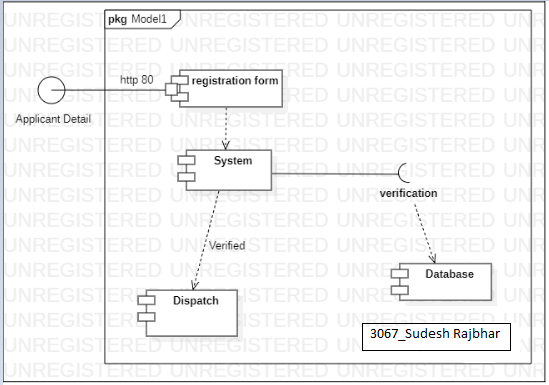 UNREGISTERED
pkg Model1
http 80
registration form
Applicant Detail
System
verification
Verified
Database
Dispatch
3067_Sudesh Rajbhar